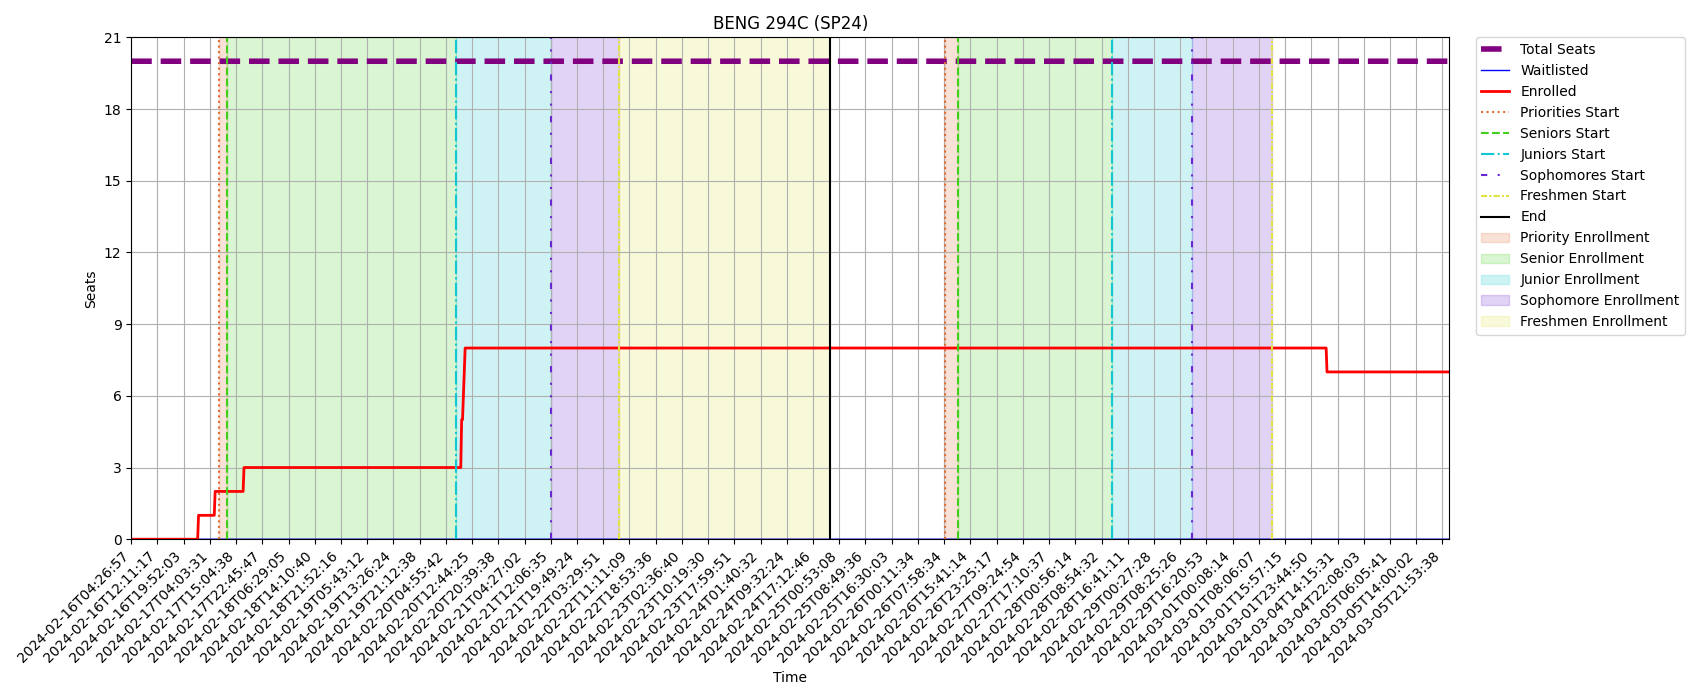 BENG 294C (SP24)
21
18
15
12
9
6
3
0
Seats
2024-02-16T04:26:57
2024-02-16T12:11:17
2024-02-16T19:52:03
2024-02-17T04:03:31
2024-02-17T15:04:38
2024-02-17T22:45:47
2024-02-18T06:29:05
2024-02-18T14:10:40
2024-02-18T21:52:16
2024-02-19T05:43:12
2024-02-19T13:26:24
2024-02-19T21:12:38
2024-02-20T04:55:42
2024-02-20T12:44:25
2024-02-20T20:39:38
2024-02-21T04:27:02
2024-02-21T12:06:35
2024-02-21T19:49:24
2024-02-22T03:29:51
2024-02-22T11:11:09
2024-02-22T18:53:36
2024-02-23T02:36:40
2024-02-23T10:19:30
2024-02-23T17:59:51
2024-02-24T01:40:32
2024-02-24T09:32:24
2024-02-24T17:12:46
2024-02-25T00:53:08
2024-02-25T08:49:36
2024-02-25T16:30:03
2024-02-26T00:11:34
2024-02-26T07:58:34
2024-02-26T15:41:14
2024-02-26T23:25:17
2024-02-27T09:24:54
2024-02-27T17:10:37
2024-02-28T00:56:14
2024-02-28T08:54:32
2024-02-28T16:41:11
2024-02-29T00:27:28
2024-02-29T08:25:26
2024-02-29T16:20:53
2024-03-01T00:08:14
2024-03-01T08:06:07
2024-03-01T15:57:15
2024-03-01T23:44:50
2024-03-04T14:15:31
2024-03-04T22:08:03
2024-03-05T06:05:41
2024-03-05T14:00:02
2024-03-05T21:53:38
Time
Total Seats
Waitlisted
Enrolled
Priorities Start
Seniors Start
Juniors Start
Sophomores Start
Freshmen Start
End
Priority Enrollment
Senior Enrollment
Junior Enrollment
Sophomore Enrollment
Freshmen Enrollment